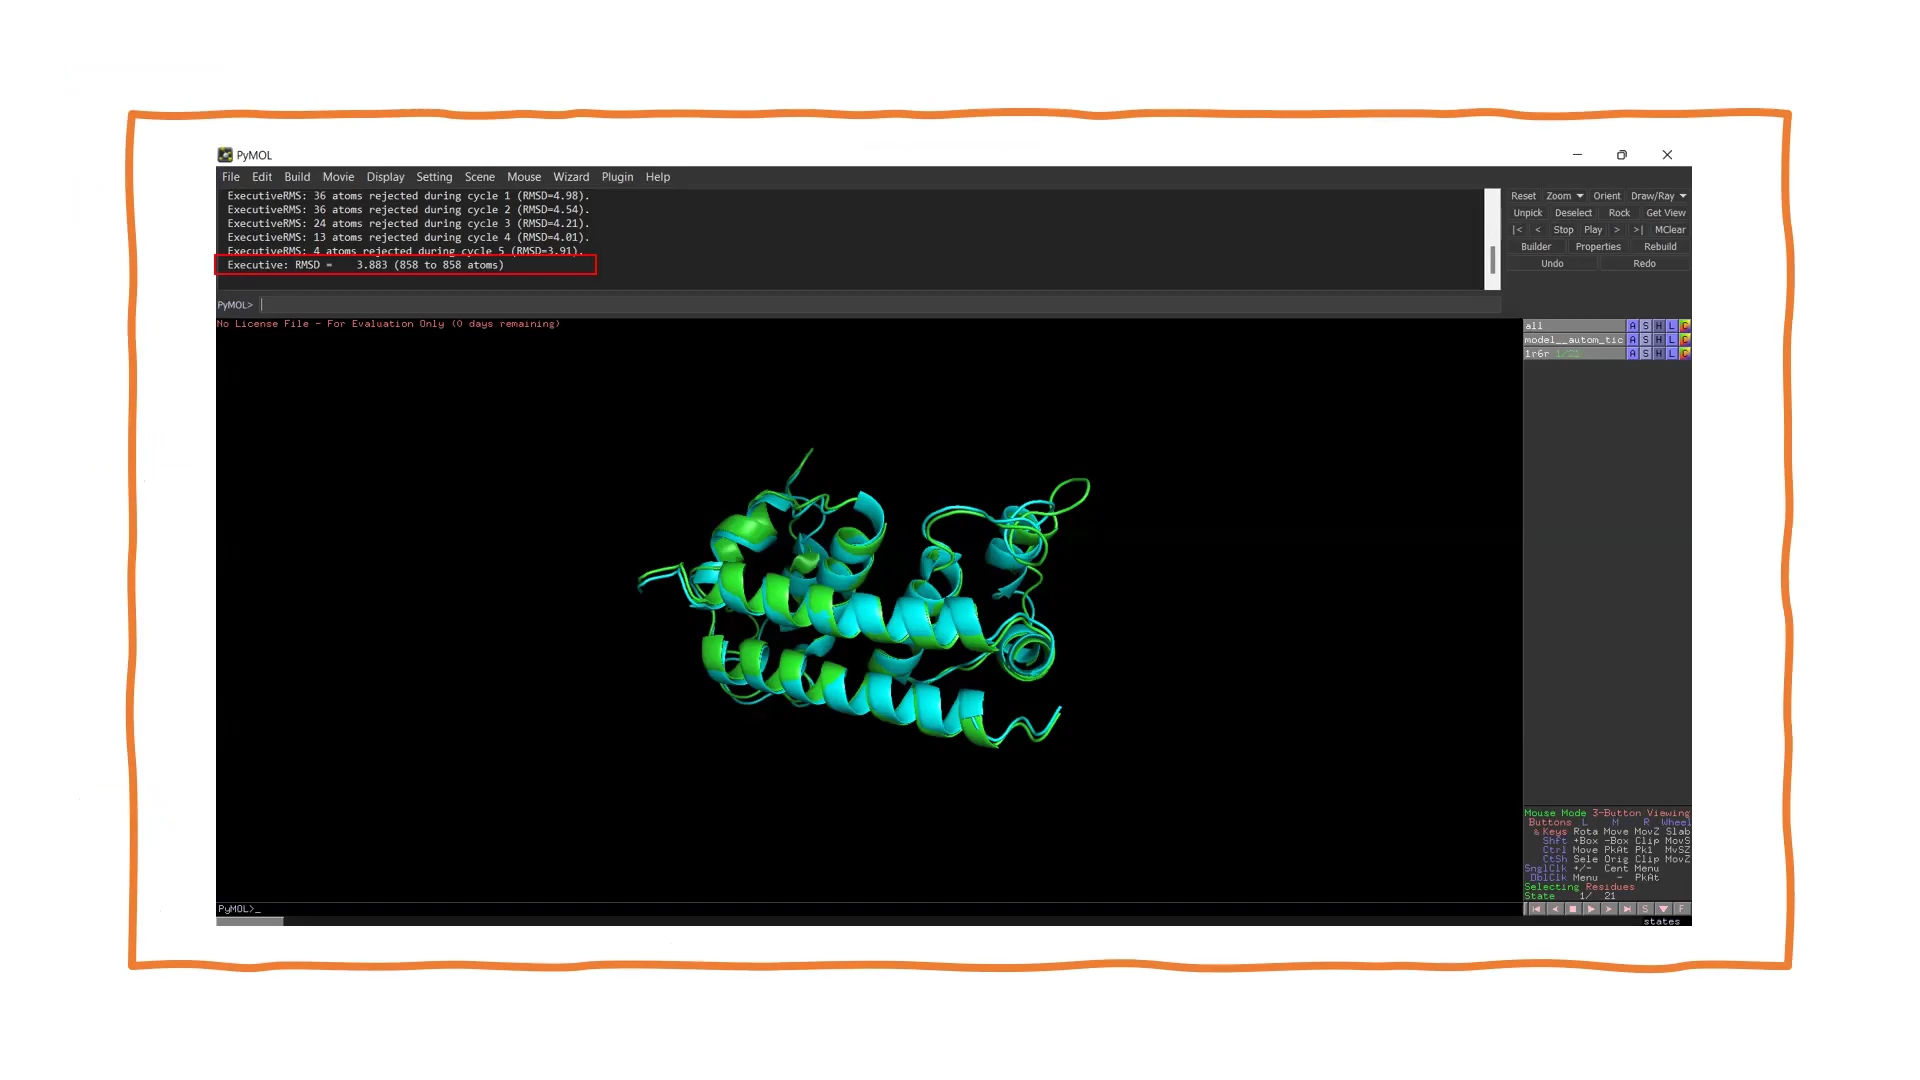 PyMOL
File Edit Build Movie Display Setting Scene Mouse Wizard Plugin Help
ExecutiveRMS: 36 atoms rejected during cycle 1 (RMSD=4.98).
ExecutiveRMS: 36 atoms rejected during cycle 2 (RMSD=4.54).
ExecutiveRMS: 24 atoms rejected during cycle 3 (RMSD=4.21).
ExecutiveRMS: 13 atoms rejected during cycle 4 (RMSD=4.01).
ExecutiveRMS: 4 atoms rejected during cycle 5 (RMSD=3.91).
Executive: RMSD = 3.883 (858 to 858 atoms)
PyMOL>
Reset Zoom Orient Draw/Ray
Unpick Deselect Rock Get View
|< < Stop Play > >| MClear
Builder Properties Rebuild
Undo Redo
No License File - For Evaluation Only (0 days remaining)
all A S H L C
model__autom_tic A S H L C
1r6r A S H L C
Mouse Mode 3-Button Viewing
Buttons L M R Wheel
& Keys Rota Move MovZ Slab
Shft +Box -Box Clip MovS
Ctrl Move PkAt Pk1 MvSZ
CtSh Sele Orig Clip MovZ
SnglClk +/- Cent Menu
DblClk Menu - PkAt
Selecting Residues
State 1/ 21
PyMOL>_
S F
states